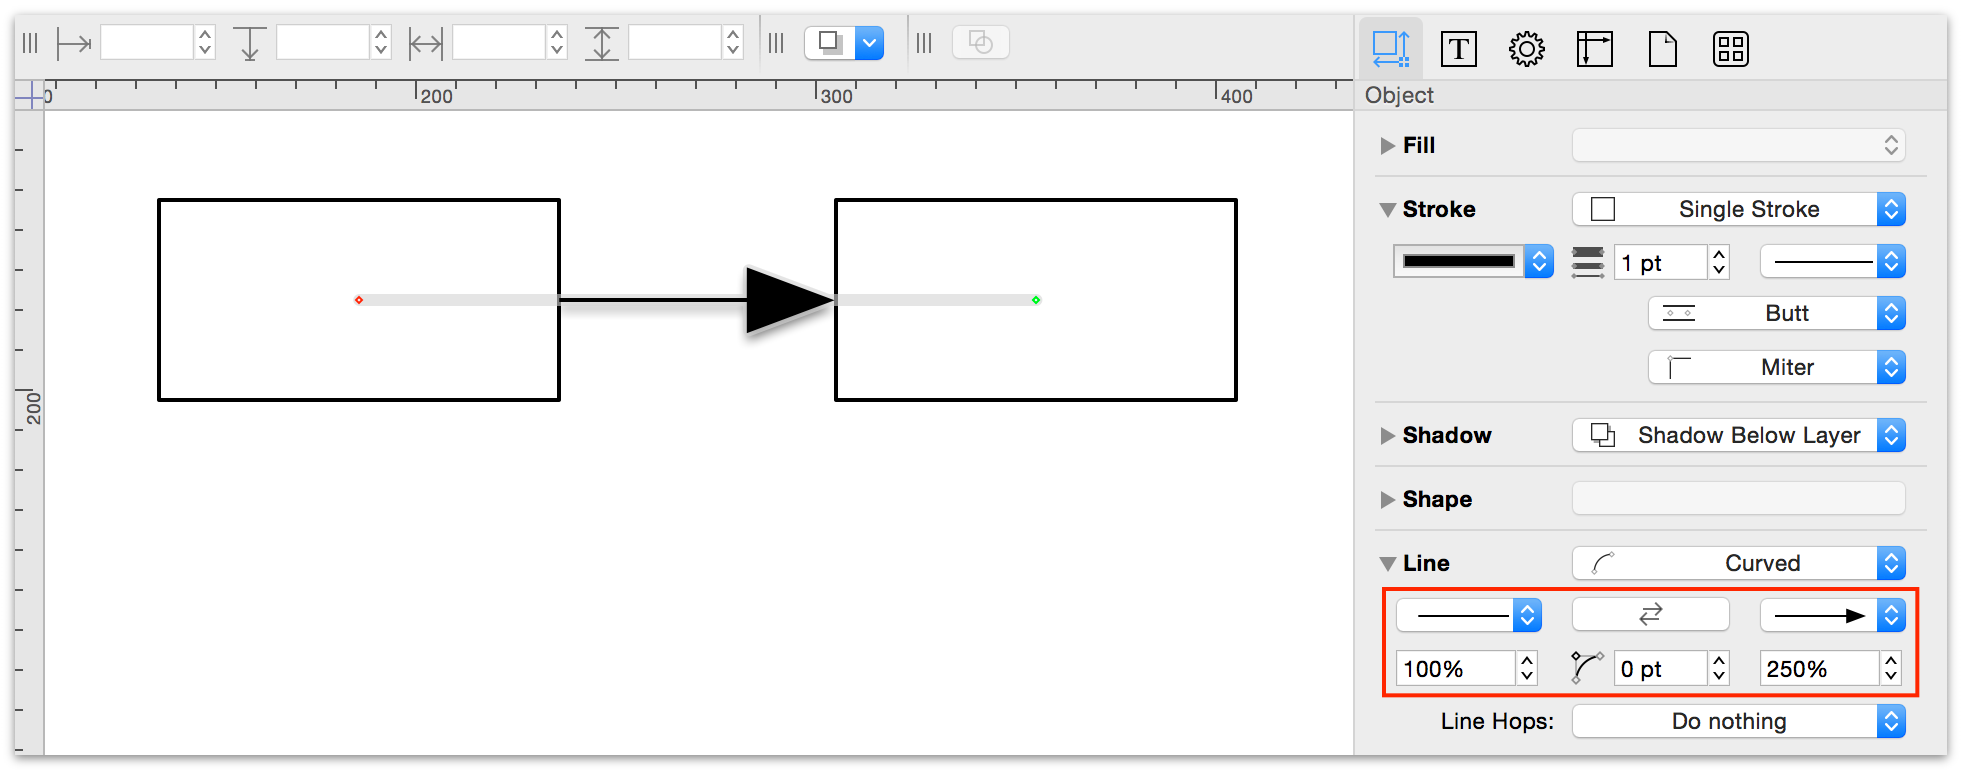 0
200
300
400
200
T
Object
Fill
Stroke
Single Stroke
1 pt
Butt
Miter
Shadow
Shadow Below Layer
Shape
Line
Curved
100%
0 pt
250%
Line Hops:
Do nothing